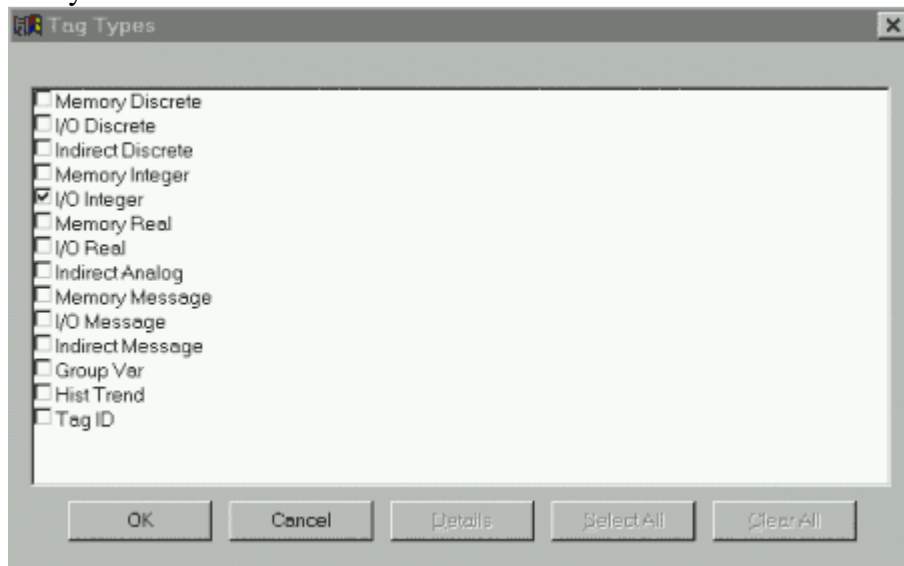 Tag Types
Memory Discrete
I/O Discrete
Indirect Discrete
Memory Integer
I/O Integer
Memory Real
I/O Real
Indirect Analog
Memory Message
I/O Message
Indirect Message
Group Var
Hist Trend
Tag ID
OK Cancel Details Select All Clear All